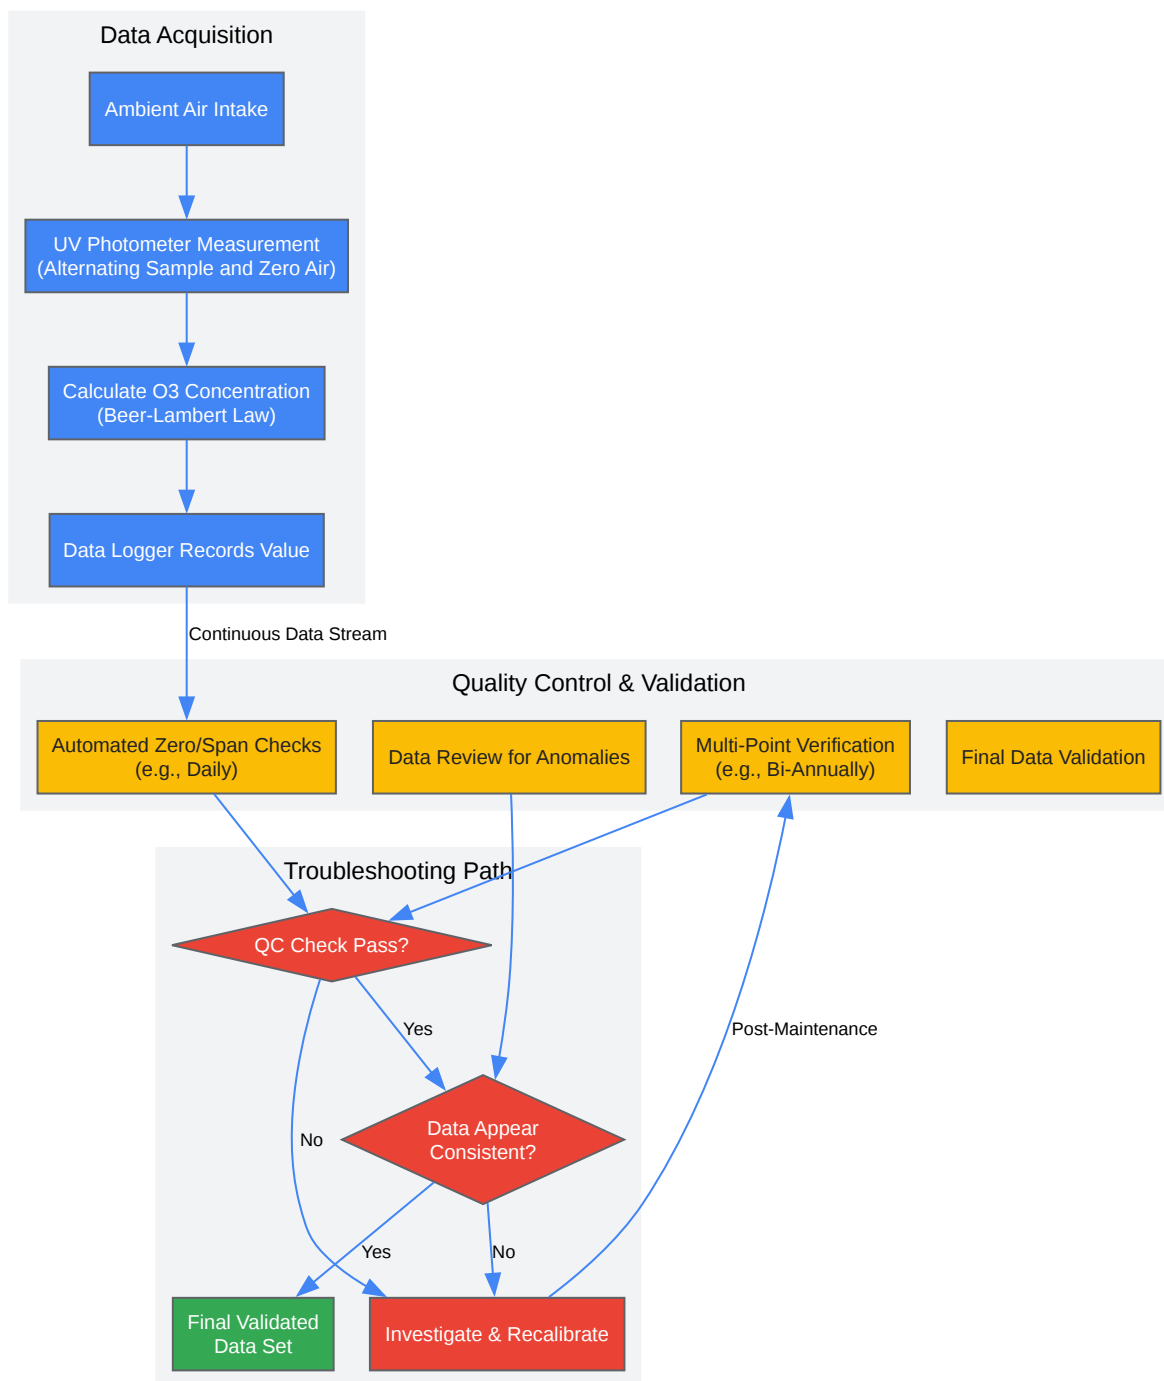 Data Acquisition
Ambient Air Intake
UV Photometer Measurement
(Alternating Sample and Zero Air)
Calculate O3 Concentration
(Beer-Lambert Law)
Data Logger Records Value
Continuous Data Stream
Quality Control & Validation
Automated Zero/Span Checks
(e.g., Daily)
Data Review for Anomalies
Multi-Point Verification
(e.g., Bi-Annually)
Final Data Validation
Troubleshooting Path
QC Check Pass?
Yes
Post-Maintenance
No
Data Appear
Consistent?
Yes
No
Final Validated
Data Set
Investigate & Recalibrate